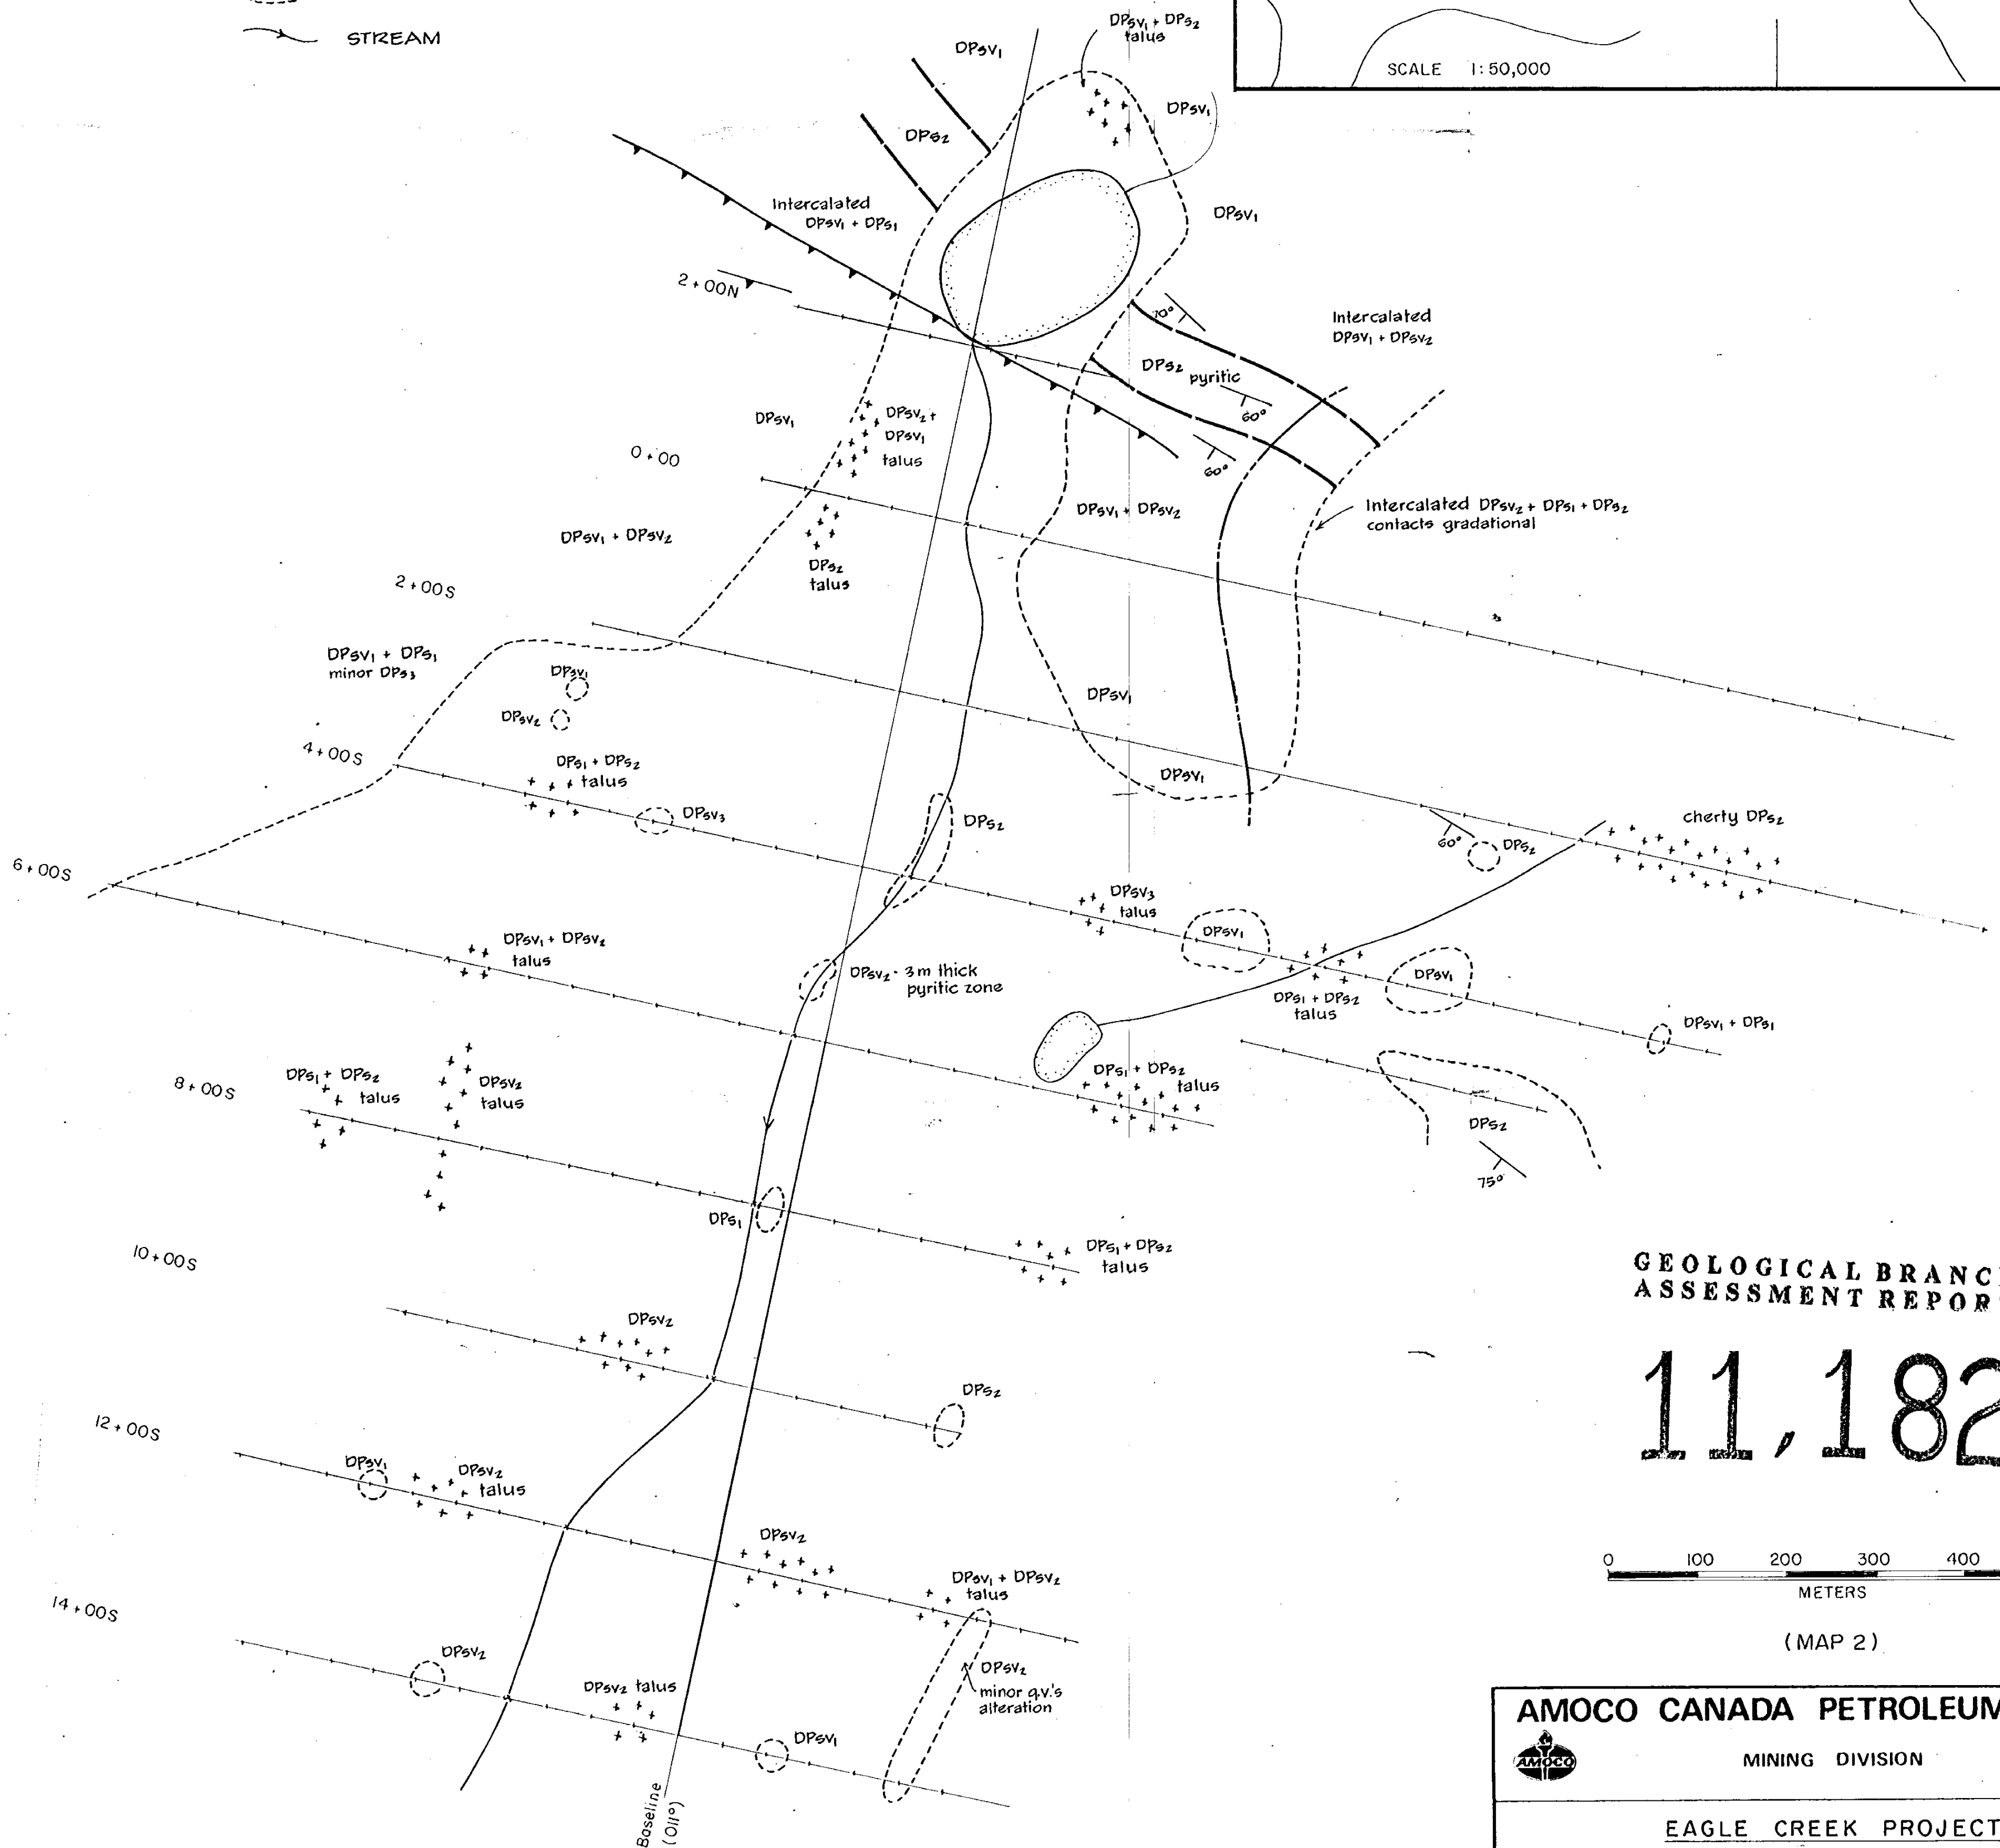 STREAM
SCALE 1:50,000
DPsv₁ + DPs₂
talus
DPsv₁
DPsv₁
DPs₂
Intercalated
DPsv₁ + DPs₁
DPsv₁
2+00N
70°
Intercalated
DPsv₁ + DPsv₂
DPs₂
pyritic
60°
60°
DPsv₁
DPsv₂ +
DPsv₁
talus
0+00
DPsv₁ + DPsv₂
Intercalated DPsv₂ + DPs₁ + DPs₂
contacts gradational
DPsv₁ + DPsv₂
DPs₂
talus
2+00S
DPsv₁ + DPs₁
minor DPs₃
DPsv₁
DPsv₂
DPsv₁
DPsv₁
4+00S
DPs₁ + DPs₂
talus
DPsv₃
DPs₂
60°
DPs₂
cherty DPs₂
6+00S
DPsv₃
talus
DPsv₁
DPsv₁ + DPsv₂
talus
DPsv₂ - 3m thick
pyritic zone
DPsv₁
DPs₁ + DPs₂
talus
DPsv₁ + DPs₁
8+00S
DPs₁ + DPs₂
talus
DPsv₂
talus
DPs₁ + DPs₂
talus
DPs₂
75°
DPs₁
DPs₁ + DPs₂
talus
10+00S
GEOLOGICAL BRANC
ASSESSMENT REPOR
11,182
DPsv₂
DPs₂
12+00S
DPsv₁
DPsv₂
talus
DPsv₂
DPsv₁ + DPsv₂
talus
0 100 200 300 400
METERS
(MAP 2)
14+00S
DPsv₂
DPsv₂ talus
DPsv₁
DPsv₂
minor q.v.'s
alteration
Baseline
(011°)
AMOCO CANADA PETROLEUM
AMOCO
MINING DIVISION
EAGLE CREEK PROJECT